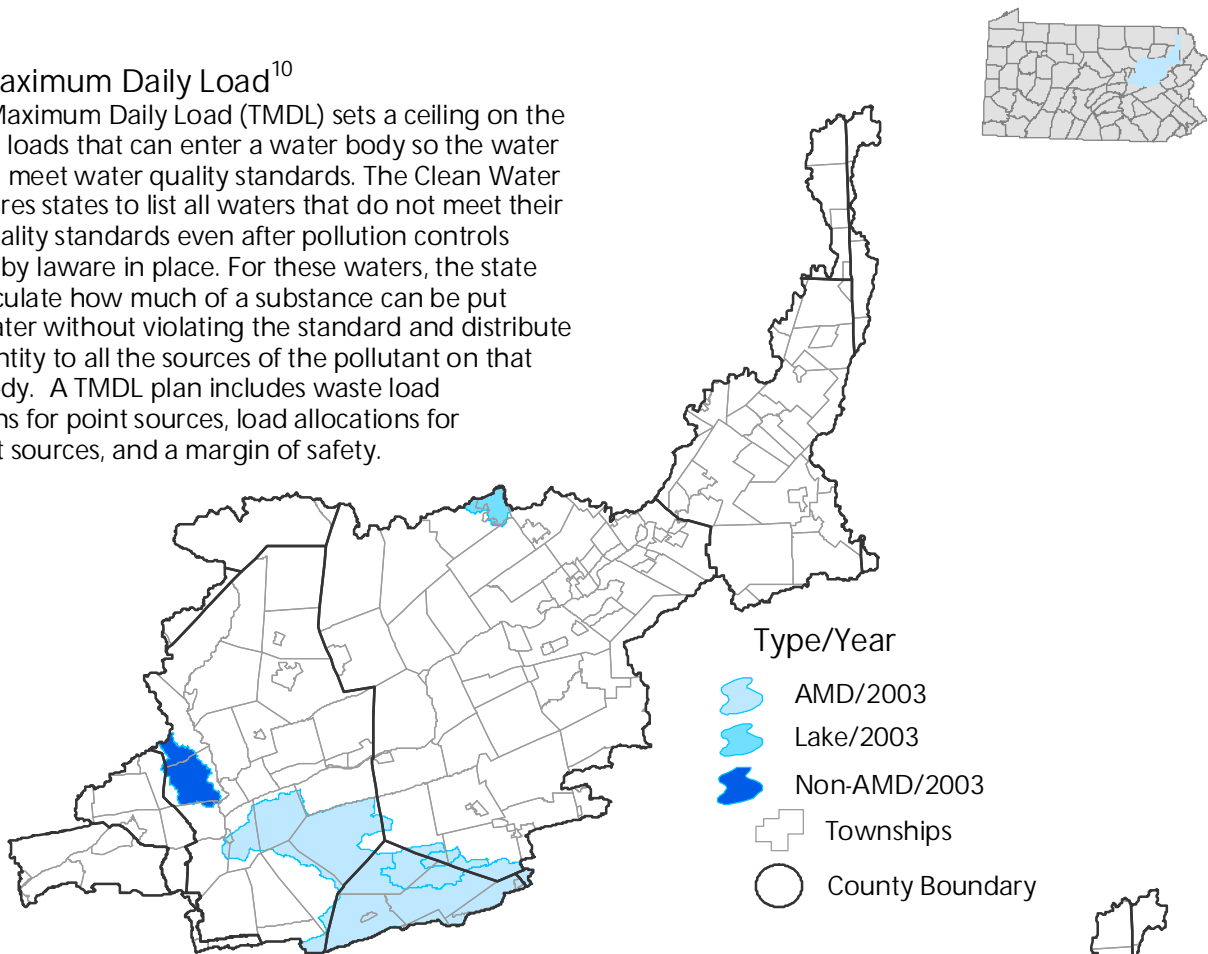 aximum Daily Load10
Maximum Daily Load (TMDL) sets a ceiling on the
loads that can enter a water body so the water
meet water quality standards. The Clean Water
res states to list all waters that do not meet their
ality standards even after pollution controls
by laware in place. For these waters, the state
culate how much of a substance can be put
ater without violating the standard and distribute
ntity to all the sources of the pollutant on that
dy. A TMDL plan includes waste load
ns for point sources, load allocations for
t sources, and a margin of safety.
Type/Year
AMD/2003
Lake/2003
Non-AMD/2003
Townships
County Boundary